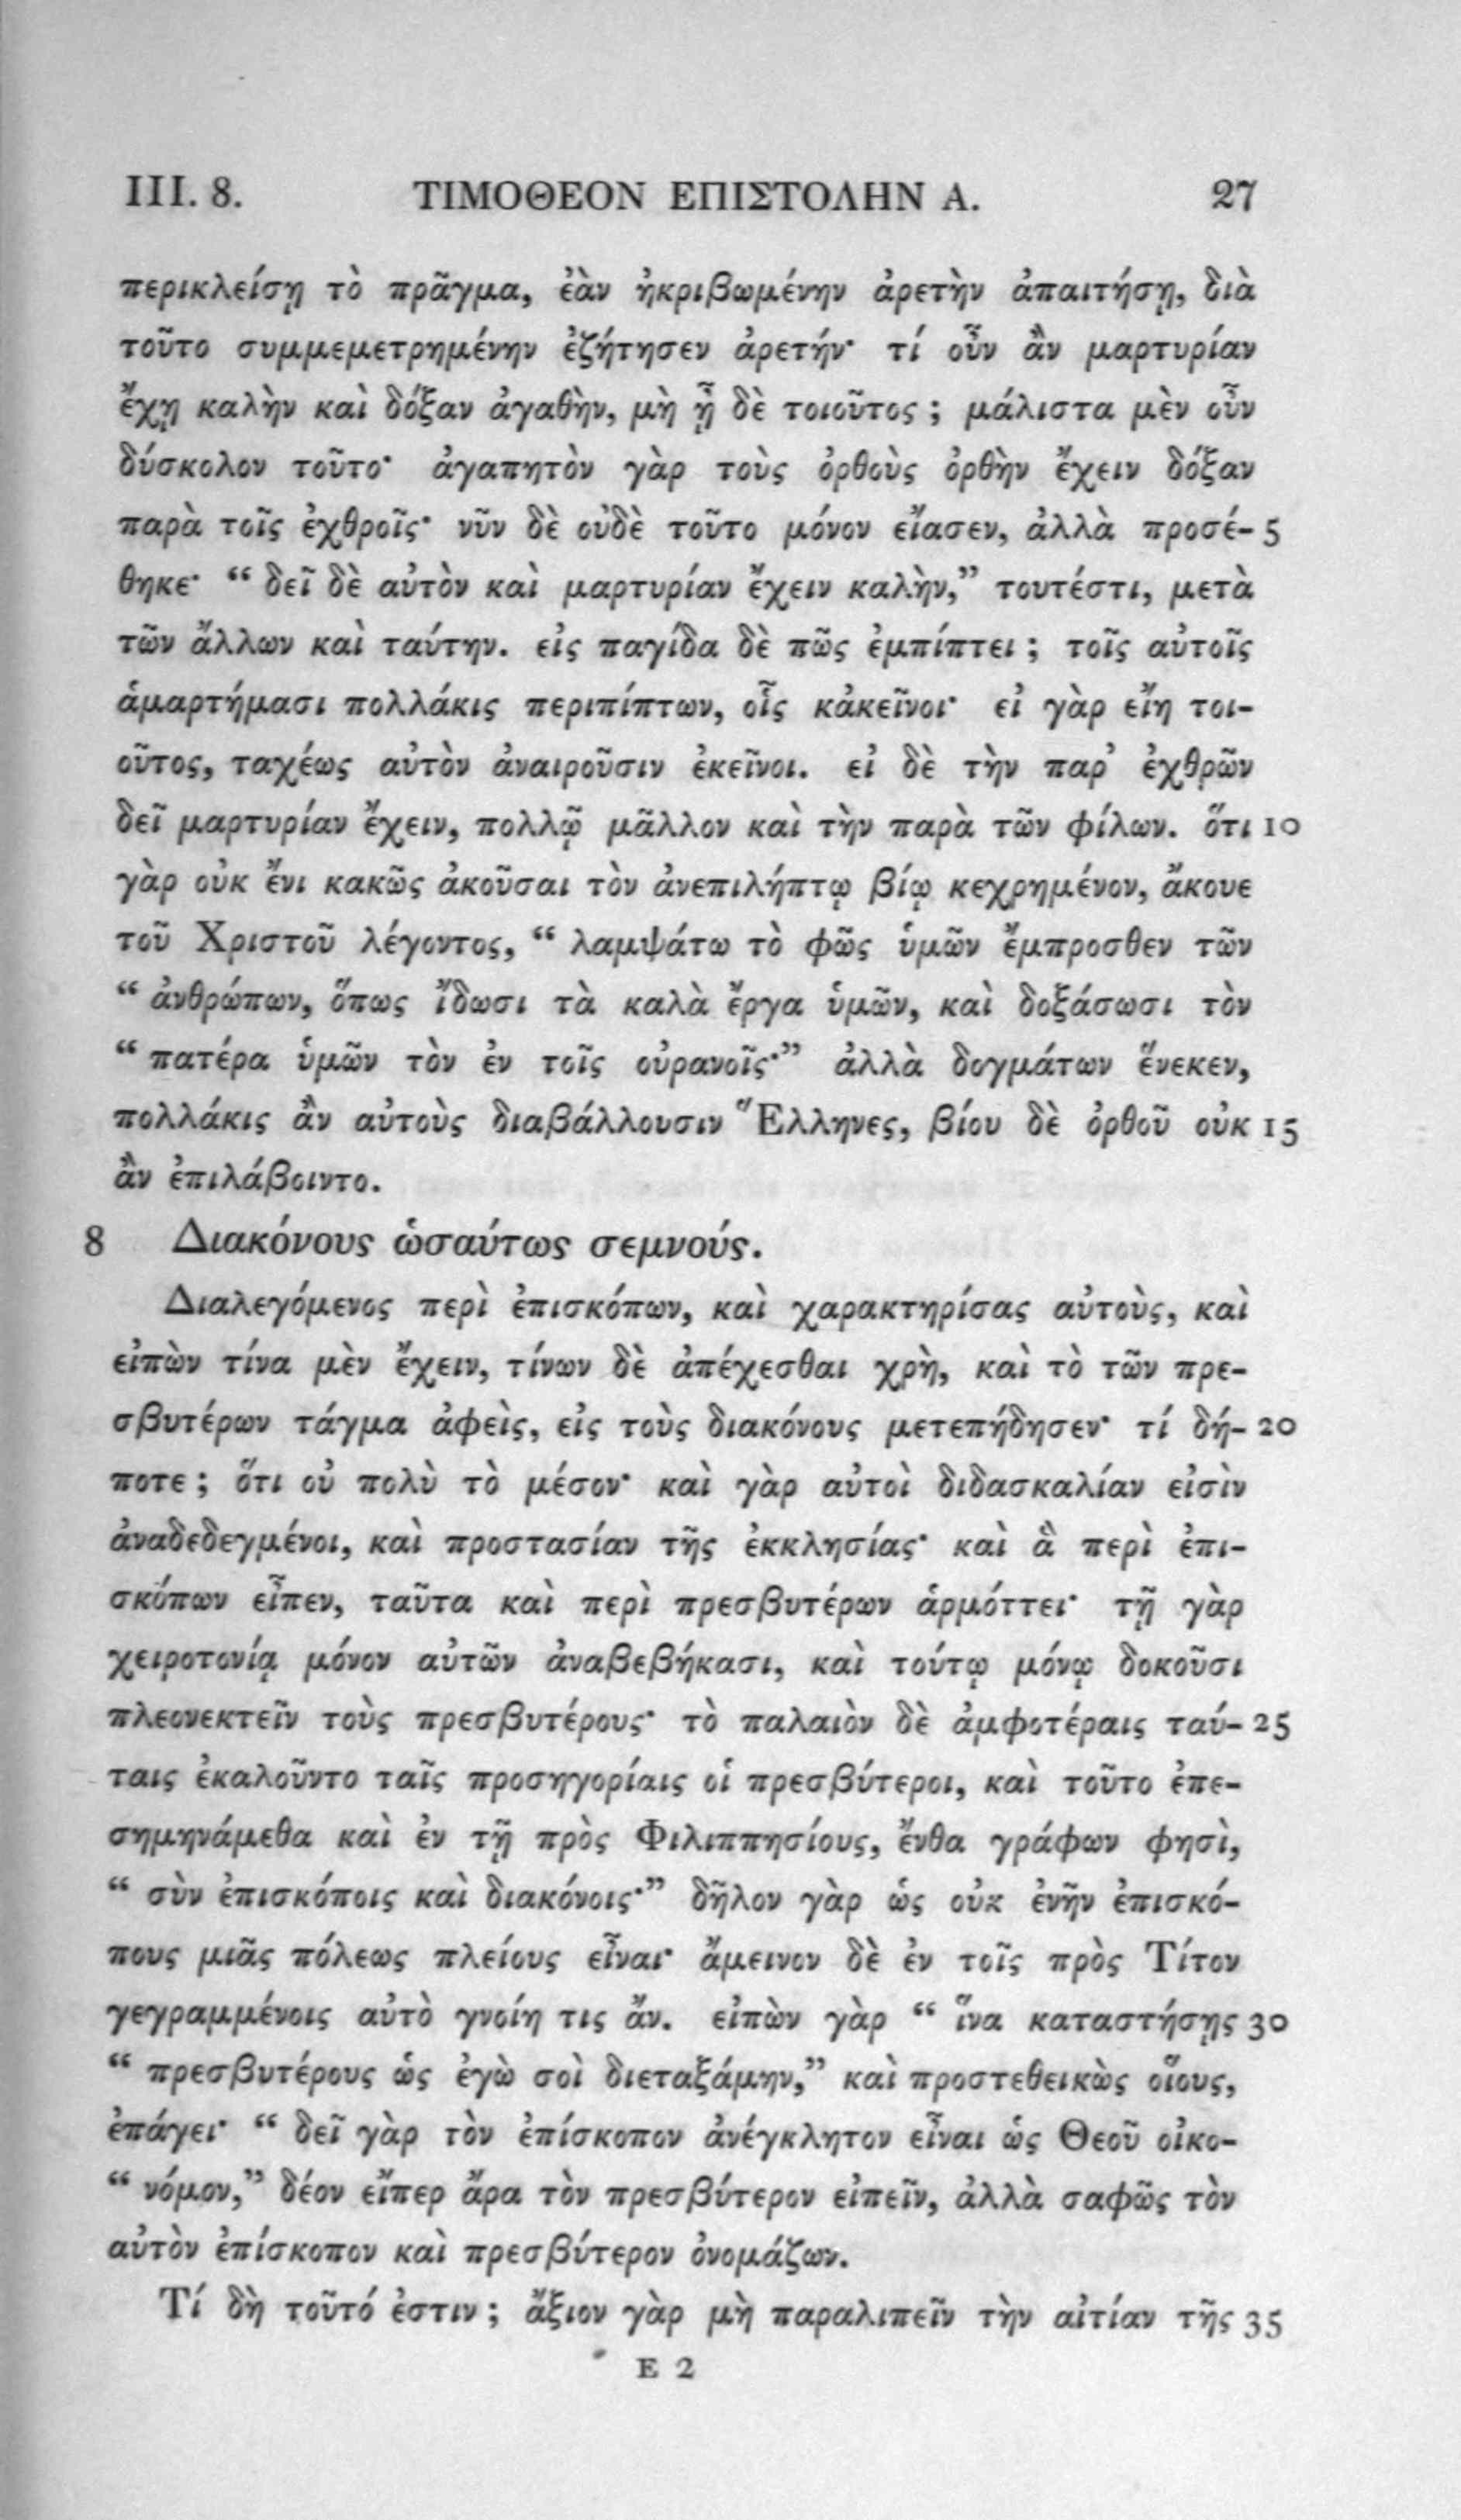 III. 8. ΤΙΜΟΘΕΟΝ ΕΠΙΣΤΟΛΗΝ Α. 27
περικλείσῃ τὸ πρᾶγμα, ἐὰν ἠκριβωμένην ἀρετὴν ἀπαιτήσῃ, διὰ
τοῦτο συμμεμετρημένην ἐζήτησεν ἀρετήν· τί οὖν ἂν μαρτυρίαν
ἔχῃ καλὴν καὶ δόξαν ἀγαθὴν, μὴ ᾖ δὲ τοιοῦτος ; μάλιστα μὲν οὖν
δύσκολον τοῦτο· ἀγαπητὸν γὰρ τοὺς ὀρθοὺς ὀρθὴν ἔχειν δόξαν
παρὰ τοῖς ἐχθροῖς· νῦν δὲ οὐδὲ τοῦτο μόνον εἴασεν, ἀλλὰ προσέ- 5
θηκε· “ δεῖ δὲ αὐτὸν καὶ μαρτυρίαν ἔχειν καλὴν,” τουτέστι, μετὰ
τῶν ἄλλων καὶ ταύτην. εἰς παγίδα δὲ πῶς ἐμπίπτει ; τοῖς αὐτοῖς
ἁμαρτήμασι πολλάκις περιπίπτων, οἷς κἀκεῖνοι· εἰ γὰρ εἴη τοι-
οῦτος, ταχέως αὐτὸν ἀναιροῦσιν ἐκεῖνοι. εἰ δὲ τὴν παρ᾽ ἐχθρῶν
δεῖ μαρτυρίαν ἔχειν, πολλῷ μᾶλλον καὶ τὴν παρὰ τῶν φίλων. ὅτι 10
γὰρ οὐκ ἔνι κακῶς ἀκοῦσαι τὸν ἀνεπιλήπτῳ βίῳ κεχρημένον, ἄκουε
τοῦ Χριστοῦ λέγοντος, “ λαμψάτω τὸ φῶς ὑμῶν ἔμπροσθεν τῶν
“ ἀνθρώπων, ὅπως ἴδωσι τὰ καλὰ ἔργα ὑμῶν, καὶ δοξάσωσι τὸν
“ πατέρα ὑμῶν τὸν ἐν τοῖς οὐρανοῖς·” ἀλλὰ δογμάτων ἕνεκεν,
πολλάκις ἂν αὐτοὺς διαβάλλουσιν Ἕλληνες, βίου δὲ ὀρθοῦ οὐκ 15
ἂν ἐπιλάβοιντο.
8 Διακόνους ὡσαύτως σεμνούς.
Διαλεγόμενος περὶ ἐπισκόπων, καὶ χαρακτηρίσας αὐτοὺς, καὶ
εἰπὼν τίνα μὲν ἔχειν, τίνων δὲ ἀπέχεσθαι χρὴ, καὶ τὸ τῶν πρε-
σβυτέρων τάγμα ἀφεὶς, εἰς τοὺς διακόνους μετεπήδησεν· τί δή- 20
ποτε ; ὅτι οὐ πολὺ τὸ μέσον· καὶ γὰρ αὐτοὶ διδασκαλίαν εἰσὶν
ἀναδεδεγμένοι, καὶ προστασίαν τῆς ἐκκλησίας· καὶ ἃ περὶ ἐπι-
σκόπων εἶπεν, ταῦτα καὶ περὶ πρεσβυτέρων ἁρμόττει· τῇ γὰρ
χειροτονίᾳ μόνον αὐτῶν ἀναβεβήκασι, καὶ τούτῳ μόνῳ δοκοῦσι
πλεονεκτεῖν τοὺς πρεσβυτέρους· τὸ παλαιὸν δὲ ἀμφοτέραις ταύ- 25
ταις ἐκαλοῦντο ταῖς προσηγορίαις οἱ πρεσβύτεροι, καὶ τοῦτο ἐπε-
σημηνάμεθα καὶ ἐν τῇ πρὸς Φιλιππησίους, ἔνθα γράφων φησὶ,
“ σὺν ἐπισκόποις καὶ διακόνοις·” δῆλον γὰρ ὡς οὐκ ἐνῆν ἐπισκό-
πους μιᾶς πόλεως πλείους εἶναι· ἄμεινον δὲ ἐν τοῖς πρὸς Τίτον
γεγραμμένοις αὐτὸ γνοίη τις ἄν. εἰπὼν γὰρ “ ἵνα καταστήσῃς 30
“ πρεσβυτέρους ὡς ἐγὼ σοὶ διεταξάμην,” καὶ προστεθεικὼς οἵους,
ἐπάγει· “ δεῖ γὰρ τὸν ἐπίσκοπον ἀνέγκλητον εἶναι ὡς Θεοῦ οἰκο-
“ νόμον,” δέον εἴπερ ἄρα τὸν πρεσβύτερον εἰπεῖν, ἀλλὰ σαφῶς τὸν
αὐτὸν ἐπίσκοπον καὶ πρεσβύτερον ὀνομάζων.
Τί δὴ τοῦτό ἐστιν ; ἄξιον γὰρ μὴ παραλιπεῖν τὴν αἰτίαν τῆς 35
E 2